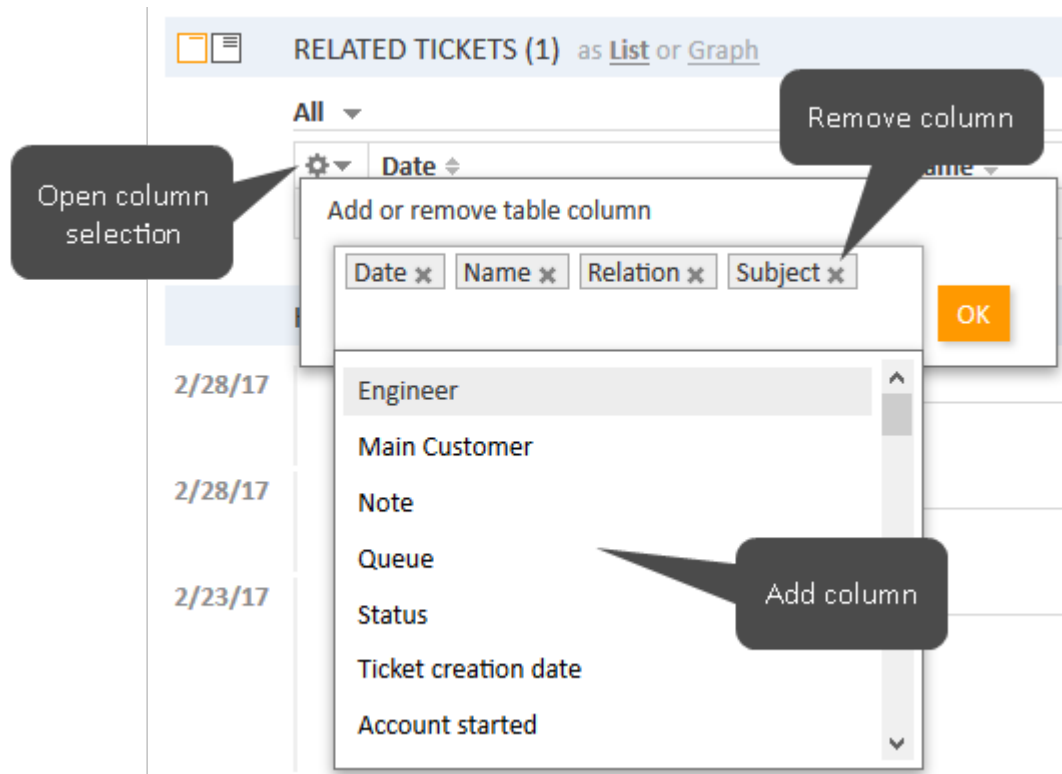 RELATED TICKETS (1) as List or Graph
Remove column
All
Open column
selection
Date
Add or remove table column
Date Name Relation Subject
OK
2/28/17
Engineer
Main Customer
2/28/17
Note
Queue
2/23/17
Add column
Status
Ticket creation date
Account started